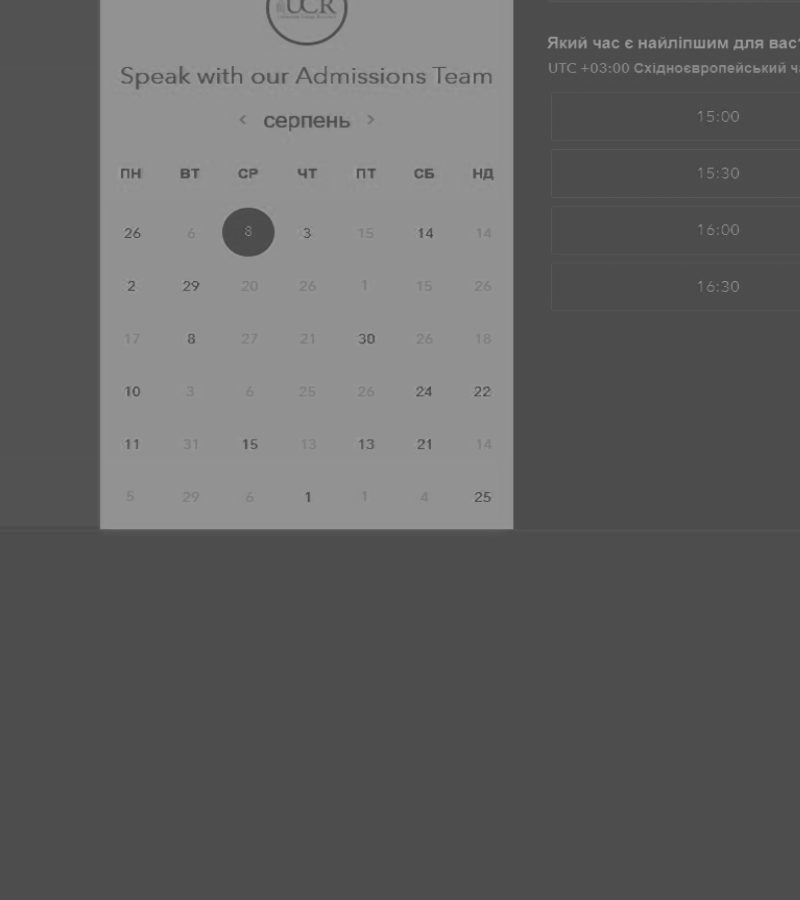 UCR
Speak with our Admissions Team
< серпень >
ПН ВТ СР ЧТ ПТ СБ НД
26 6 8 3 15 14 14
2 29 20 26 1 15 26
17 8 27 21 30 26 18
10 3 6 25 26 24 22
11 31 15 13 13 21 14
5 29 6 1 1 4 25
Який час є найліпшим для вас?
UTC +03:00 Східноєвропейський
15:00
15:30
16:00
16:30